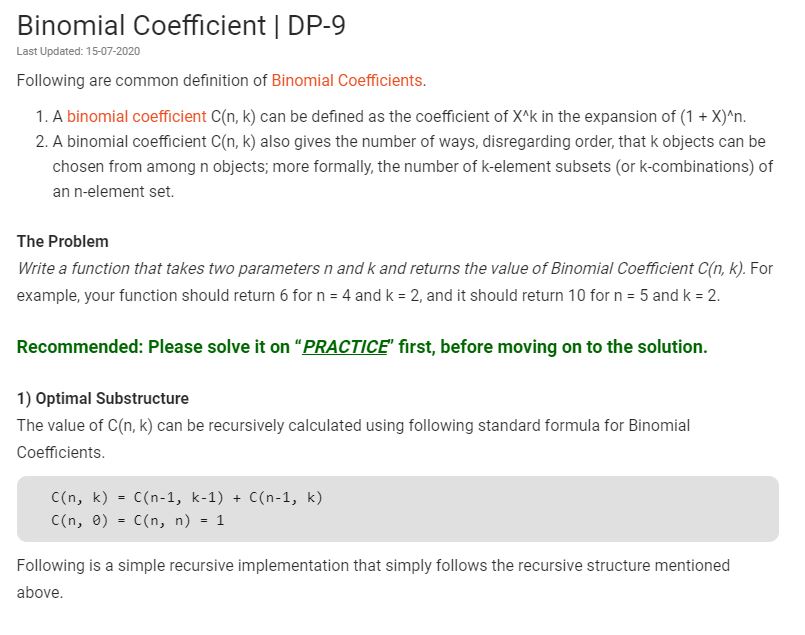 Binomial Coefficient | DP-9
Last Updated: 15-07-2020
Following are common definition of Binomial Coefficients.
1. A binomial coefficient C(n, k) can be defined as the coefficient of X^k in the expansion of (1 + X)^n.
2. A binomial coefficient C(n, k) also gives the number of ways, disregarding order, that k objects can be
chosen from among n objects; more formally, the number of k-element subsets (or k-combinations) of
an n-element set.
The Problem
Write a function that takes two parameters n and k and returns the value of Binomial Coefficient C(n, k). For
example, your function should return 6 for n = 4 and k = 2, and it should return 10 for n = 5 and k = 2.
Recommended: Please solve it on “PRACTICE” first, before moving on to the solution.
1) Optimal Substructure
The value of C(n, k) can be recursively calculated using following standard formula for Binomial
Coefficients.
C(n, k) = C(n-1, k-1) + C(n-1, k)
C(n, 0) = C(n, n) = 1
Following is a simple recursive implementation that simply follows the recursive structure mentioned
above.